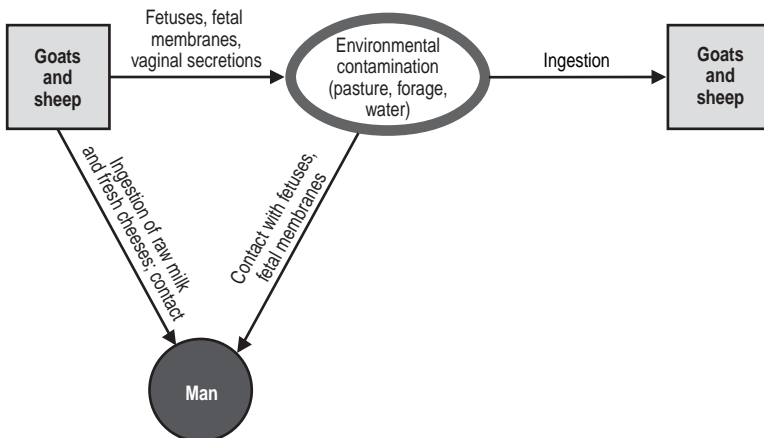 Goats
and
sheep
Fetuses, fetal
membranes,
vaginal secretions
Environmental
contamination
(pasture, forage,
water)
Ingestion
Goats
and
sheep
Ingestion of raw milk
and fresh cheeses; contact
Contact with fetuses,
fetal membranes
Man